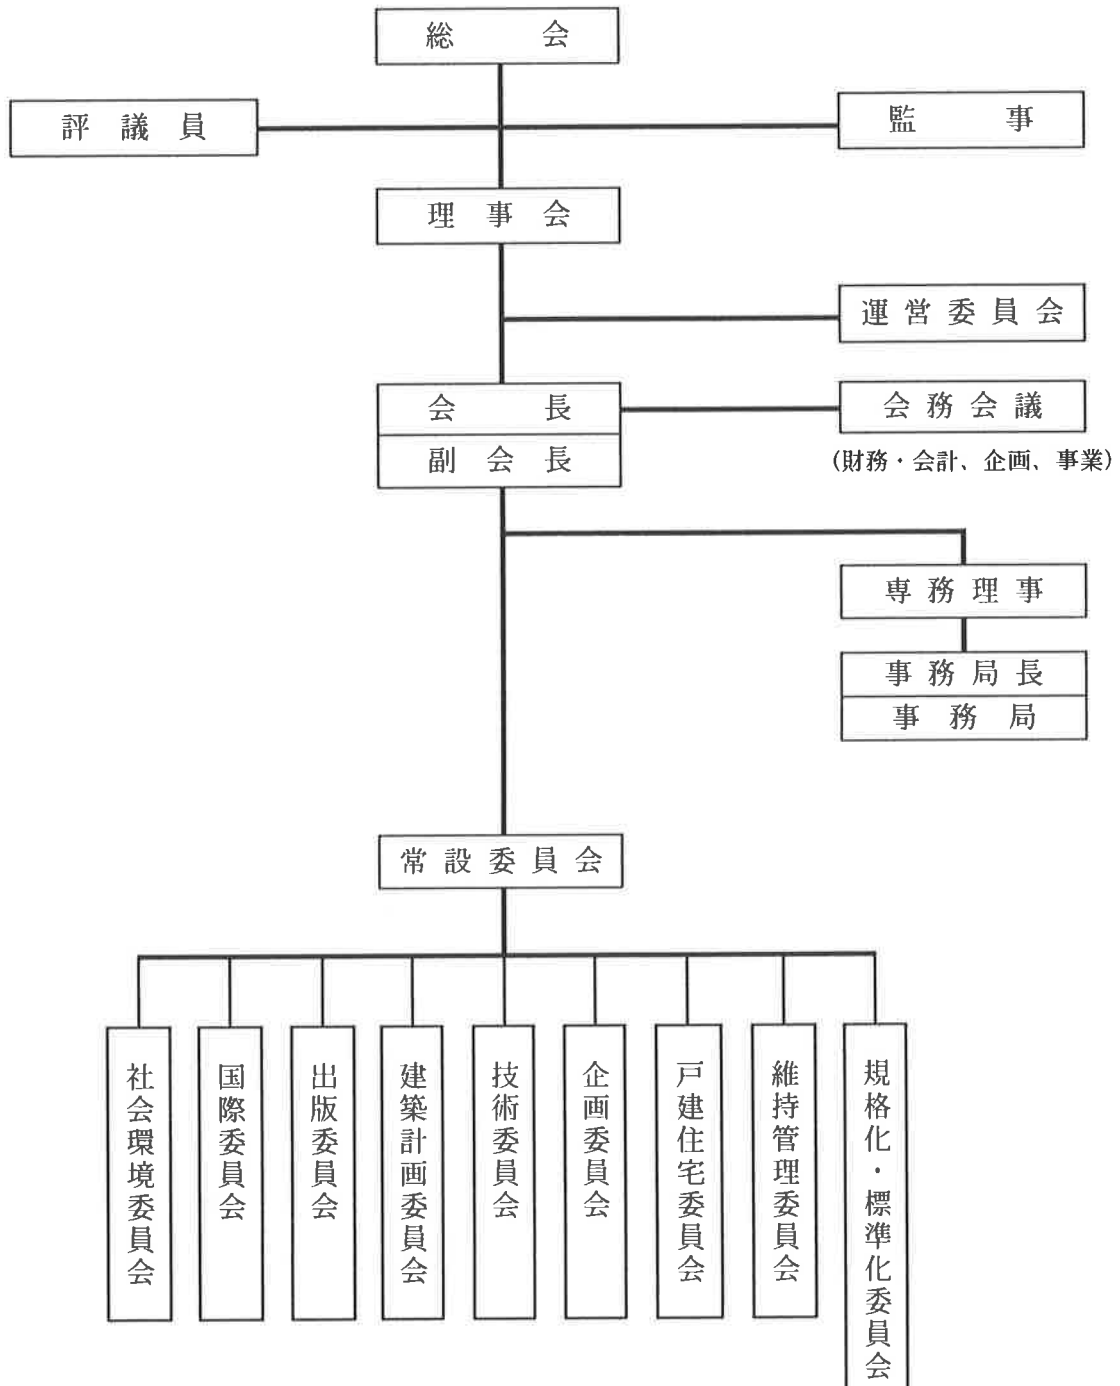 総会
評議員
監事
理事会
運営委員会
会長
副会長
会務会議
(財務・会計、企画、事業)
専務理事
事務局長
事務局
常設委員会
社会環境委員会
国際委員会
出版委員会
建築計画委員会
技術委員会
企画委員会
戸建住宅委員会
維持管理委員会
規格化・標準化委員会